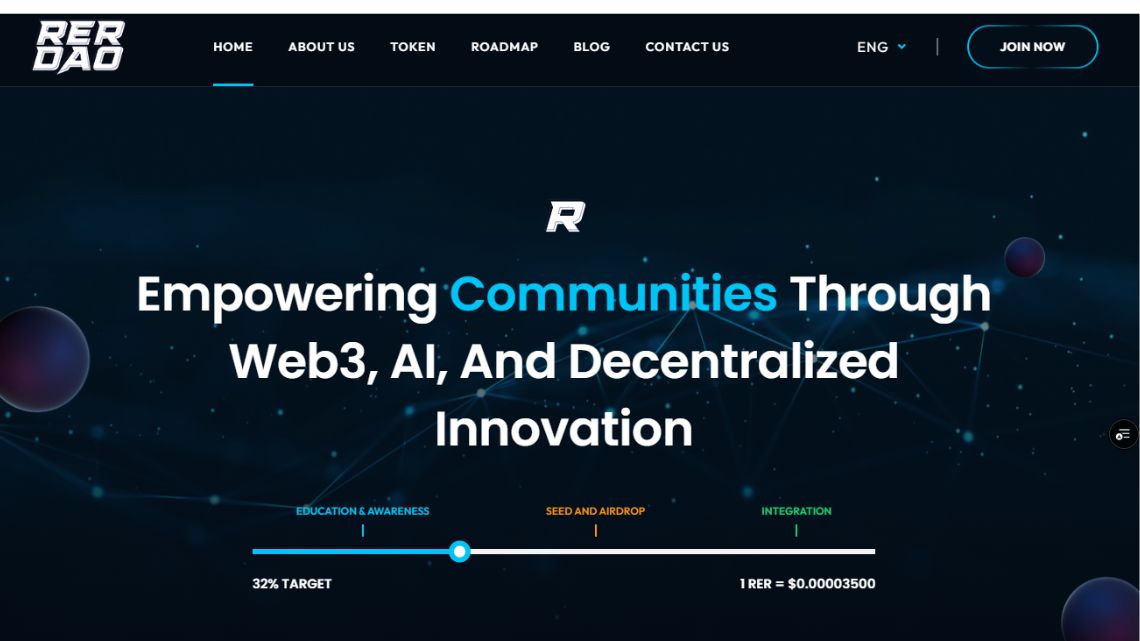 RER
DAO
HOME ABOUT US TOKEN ROADMAP BLOG CONTACT US ENG JOIN NOW
R
Empowering Communities Through
Web3, AI, And Decentralized
Innovation
EDUCATION & AWARENESS SEED AND AIRDROP INTEGRATION
32% TARGET 1 RER = $0.00003500